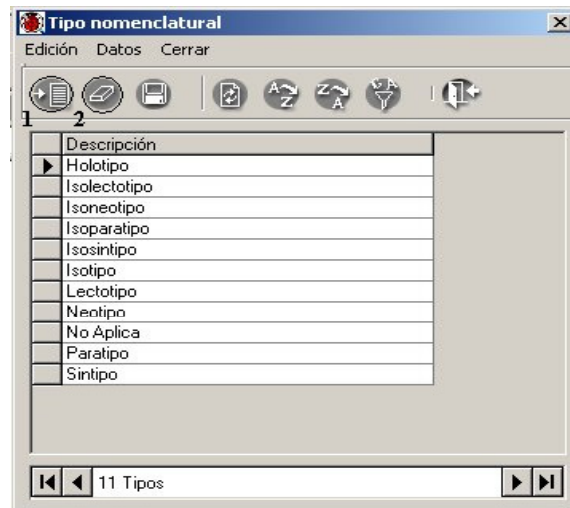 Tipo nomenclatural
Edición Datos Cerrar
1 2
Descripción
Holotipo
Isolectotipo
Isoneotipo
Isoparatipo
Isosintipo
Isotipo
Lectotipo
Neotipo
No Aplica
Paratipo
Sintipo
11 Tipos